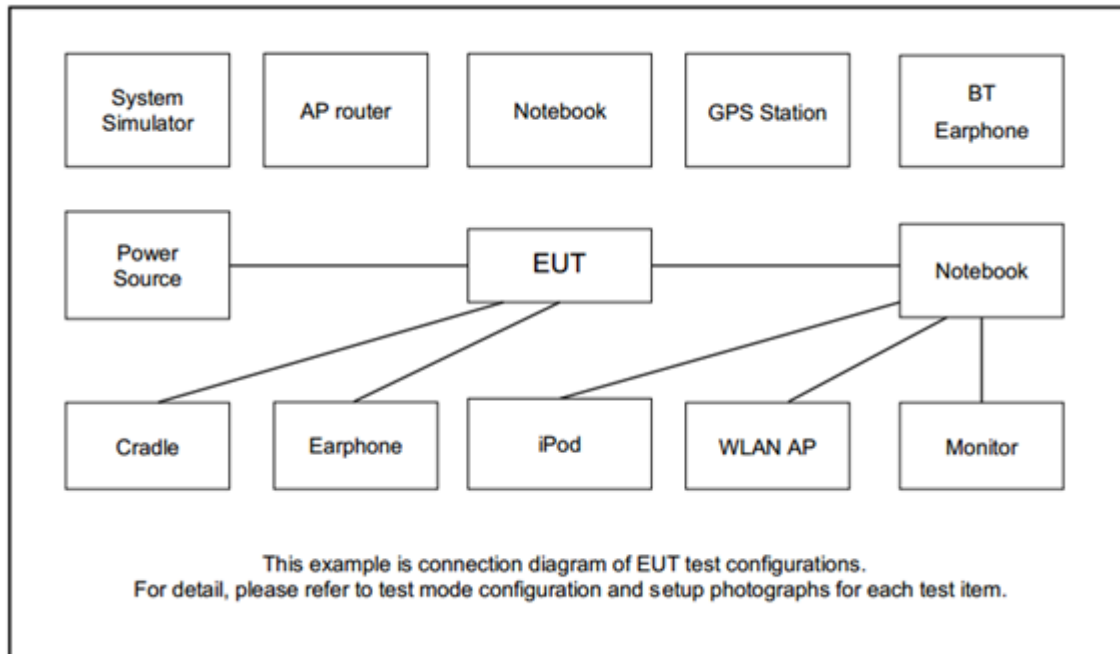 System
Simulator
AP router
Notebook
GPS Station
BT
Earphone
Power
Source
EUT
Notebook
Cradle
Earphone
iPod
WLAN AP
Monitor
This example is connection diagram of EUT test configurations.
For detail, please refer to test mode configuration and setup photographs for each test item.